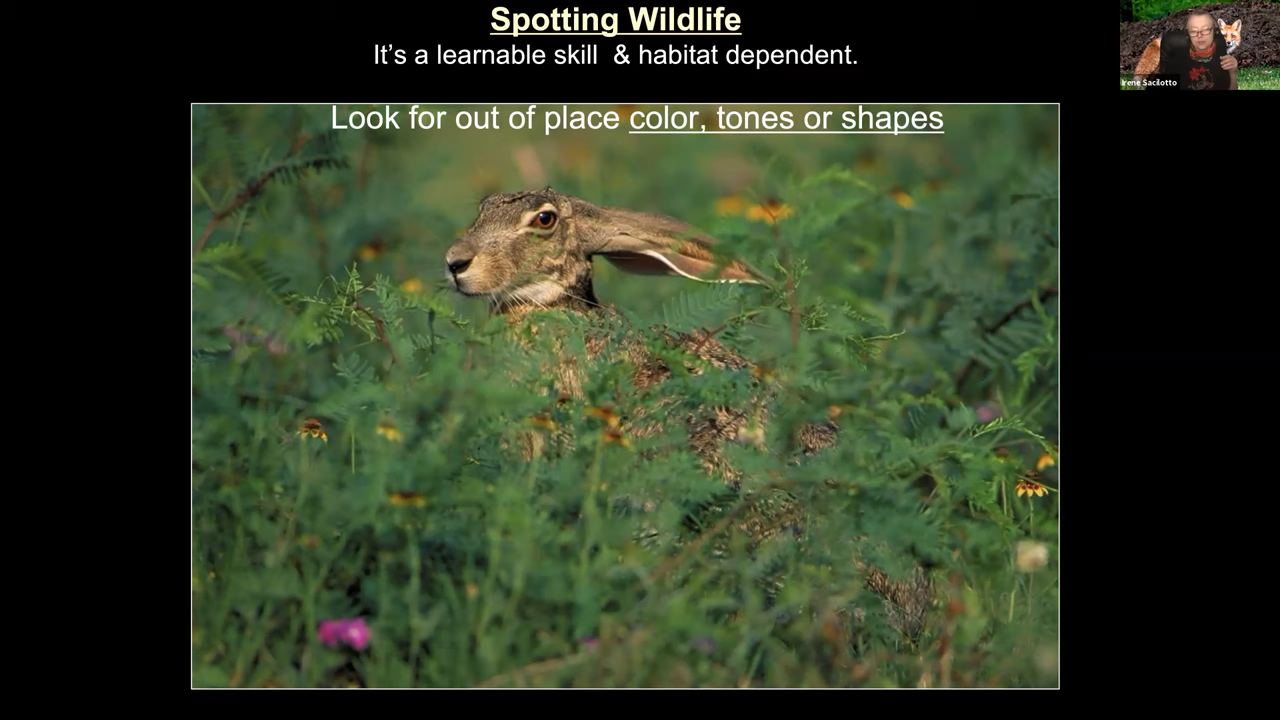 Spotting Wildlife
It’s a learnable skill & habitat dependent.
Look for out of place color, tones or shapes
Irene Sacilotto